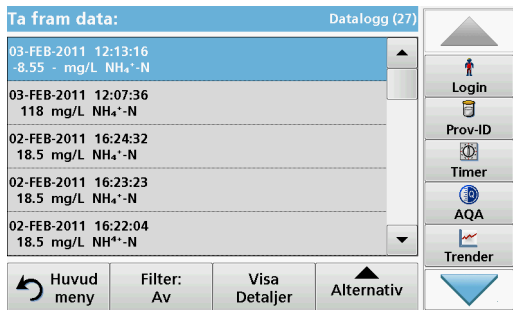 Ta fram data: Datalogg (27)
03-FEB-2011 12:13:16
-8.55 - mg/L NH₄⁺-N
03-FEB-2011 12:07:36
118 mg/L NH₄⁺-N
02-FEB-2011 16:24:32
18.5 mg/L NH₄⁺-N
02-FEB-2011 16:23:23
18.5 mg/L NH₄⁺-N
02-FEB-2011 16:22:04
18.5 mg/L NH⁴⁺-N
Huvud
meny
Filter:
Av
Visa
Detaljer
Alternativ
Login
Prov-ID
Timer
AQA
Trender